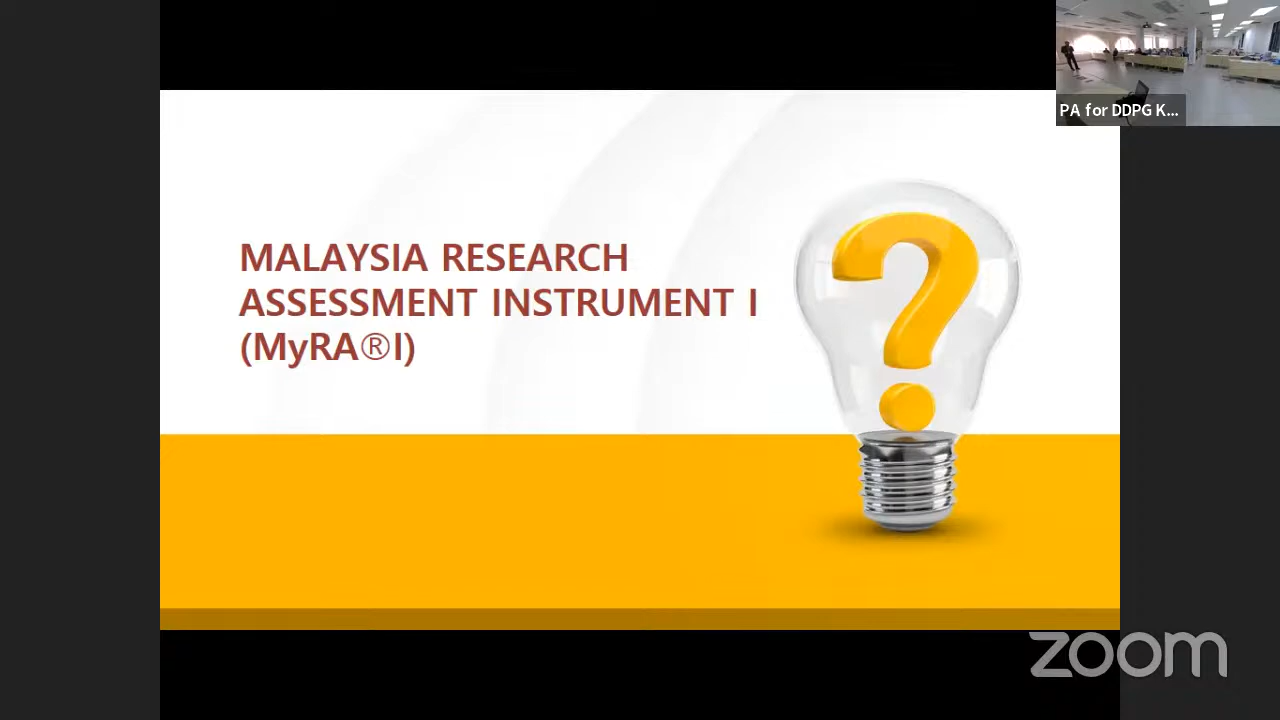 PA for DDPG K...
MALAYSIA RESEARCH
ASSESSMENT INSTRUMENT I
(MyRA®I)
zoom